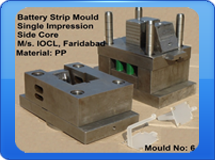 Battery Strip Mould
Single Impression
Side Core
M/s. IOCL, Faridabad
Material: PP
Mould No: 6